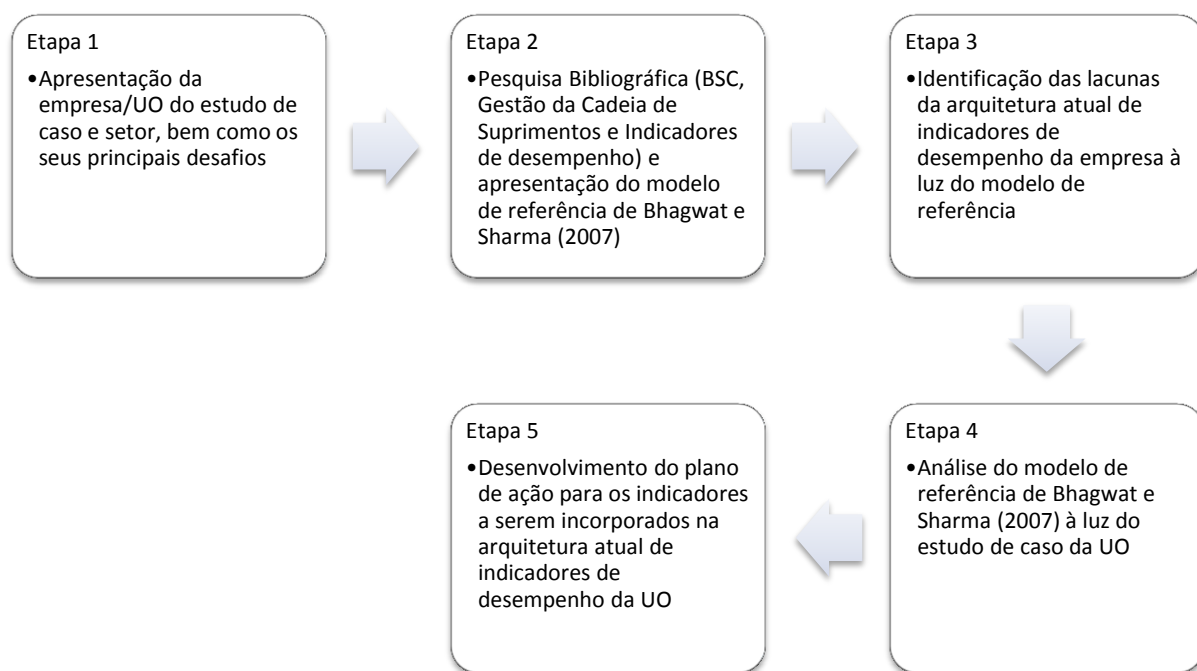 Etapa 1
•Apresentação da
empresa/UO do estudo de
caso e setor, bem como os
seus principais desafios
Etapa 2
•Pesquisa Bibliográfica (BSC,
Gestão da Cadeia de
Suprimentos e Indicadores
de desempenho) e
apresentação do modelo
de referência de Bhagwat e
Sharma (2007)
Etapa 3
•Identificação das lacunas
da arquitetura atual de
indicadores de
desempenho da empresa à
luz do modelo de
referência
Etapa 4
•Análise do modelo de
referência de Bhagwat e
Sharma (2007) à luz do
estudo de caso da UO
Etapa 5
•Desenvolvimento do plano
de ação para os indicadores
a serem incorporados na
arquitetura atual de
indicadores de
desempenho da UO